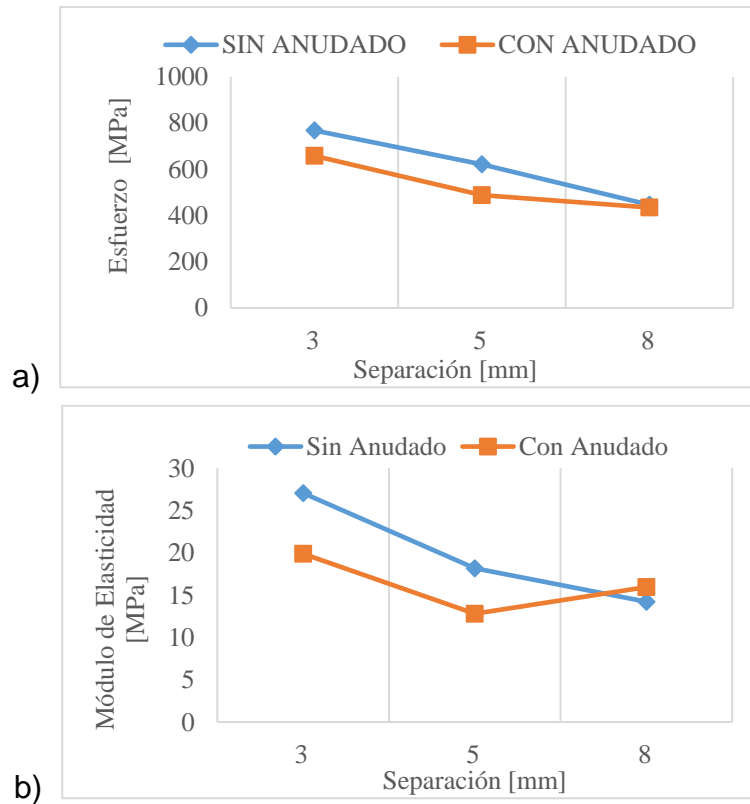 SIN ANUDADO CON ANUDADO
1000
800
600
400
200
0
Esfuerzo [MPa]
3 5 8
Separación [mm]
a)
Sin Anudado Con Anudado
30
25
20
15
10
5
0
Módulo de Elasticidad
[MPa]
3 5 8
Separación [mm]
b)